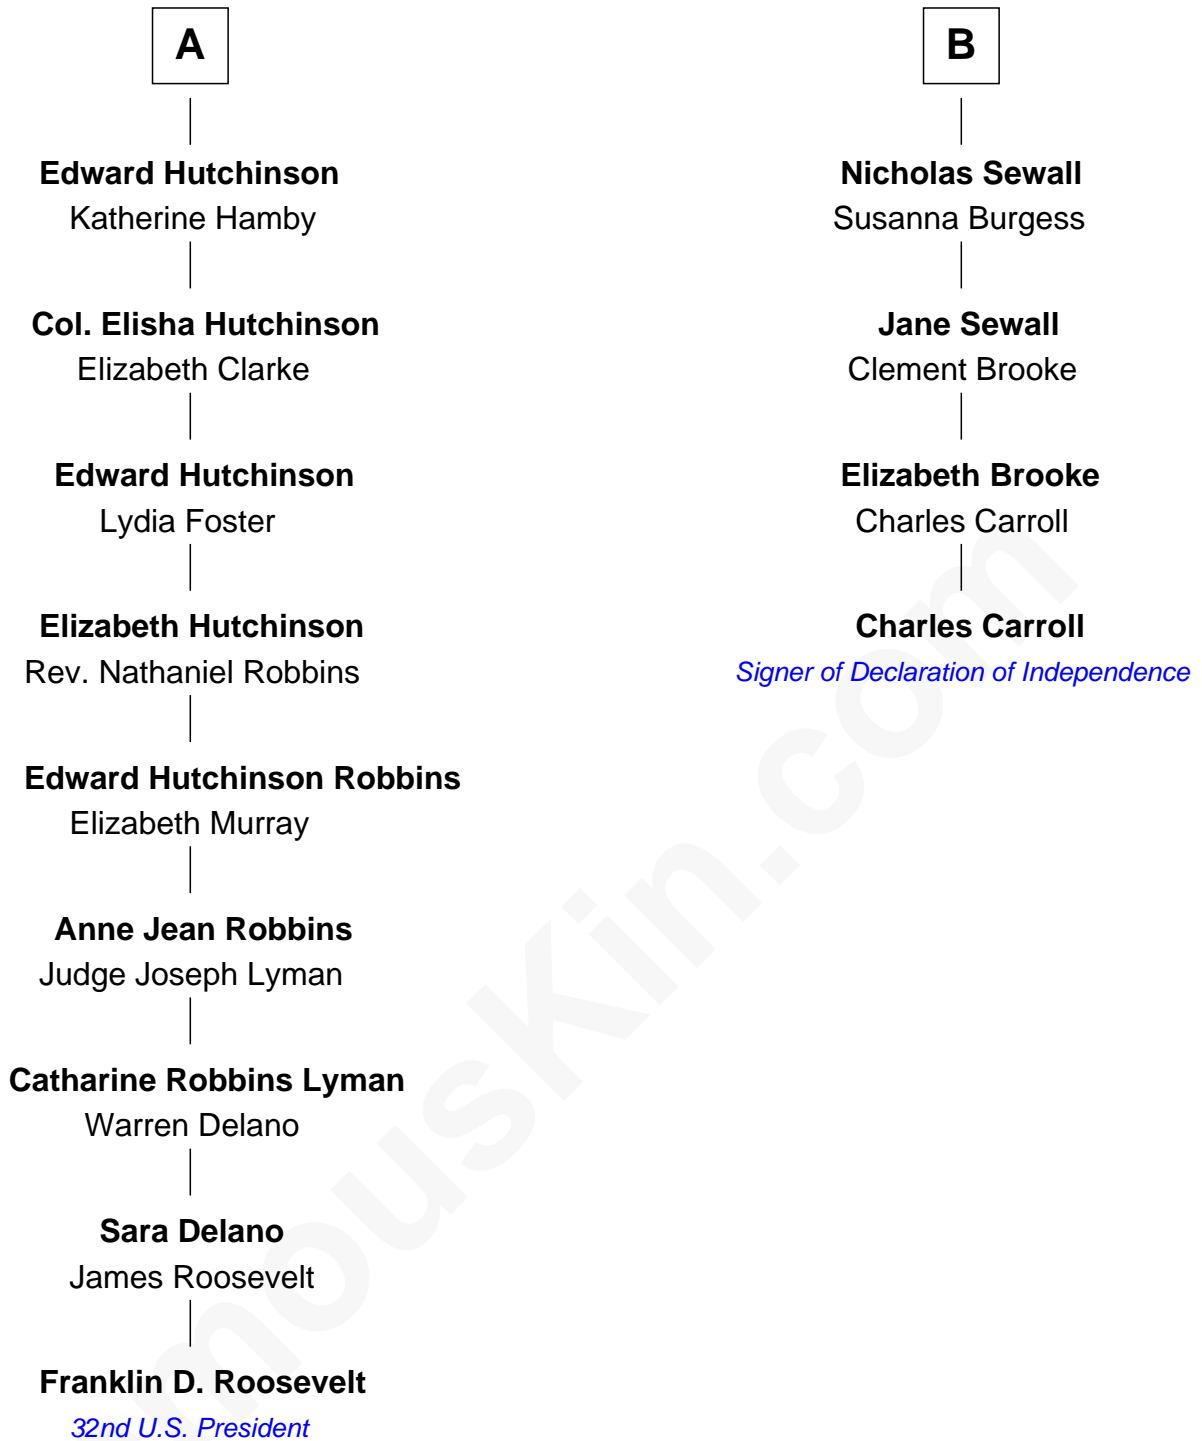 A
Edward Hutchinson
Katherine Hamby
Col. Elisha Hutchinson
Elizabeth Clarke
Edward Hutchinson
Lydia Foster
Elizabeth Hutchinson
Rev. Nathaniel Robbins
Edward Hutchinson Robbins
Elizabeth Murray
Anne Jean Robbins
Judge Joseph Lyman
Catharine Robbins Lyman
Warren Delano
Sara Delano
James Roosevelt
Franklin D. Roosevelt
32nd U.S. President
B
Nicholas Sewall
Susanna Burgess
Jane Sewall
Clement Brooke
Elizabeth Brooke
Charles Carroll
Charles Carroll
Signer of Declaration of Independence
mousKin.com